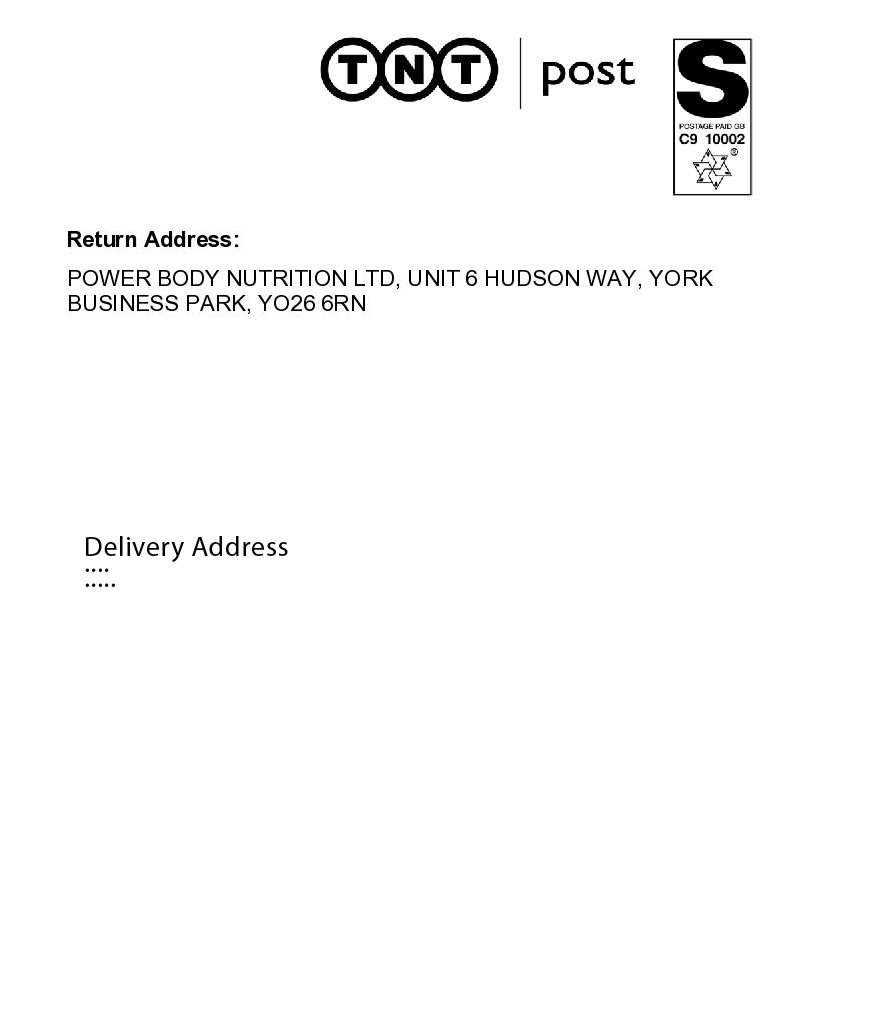 TNT post
S
POSTAGE PAID GB
C9 10002
®
Return Address:
POWER BODY NUTRITION LTD, UNIT 6 HUDSON WAY, YORK
BUSINESS PARK, YO26 6RN
Delivery Address
....
.....